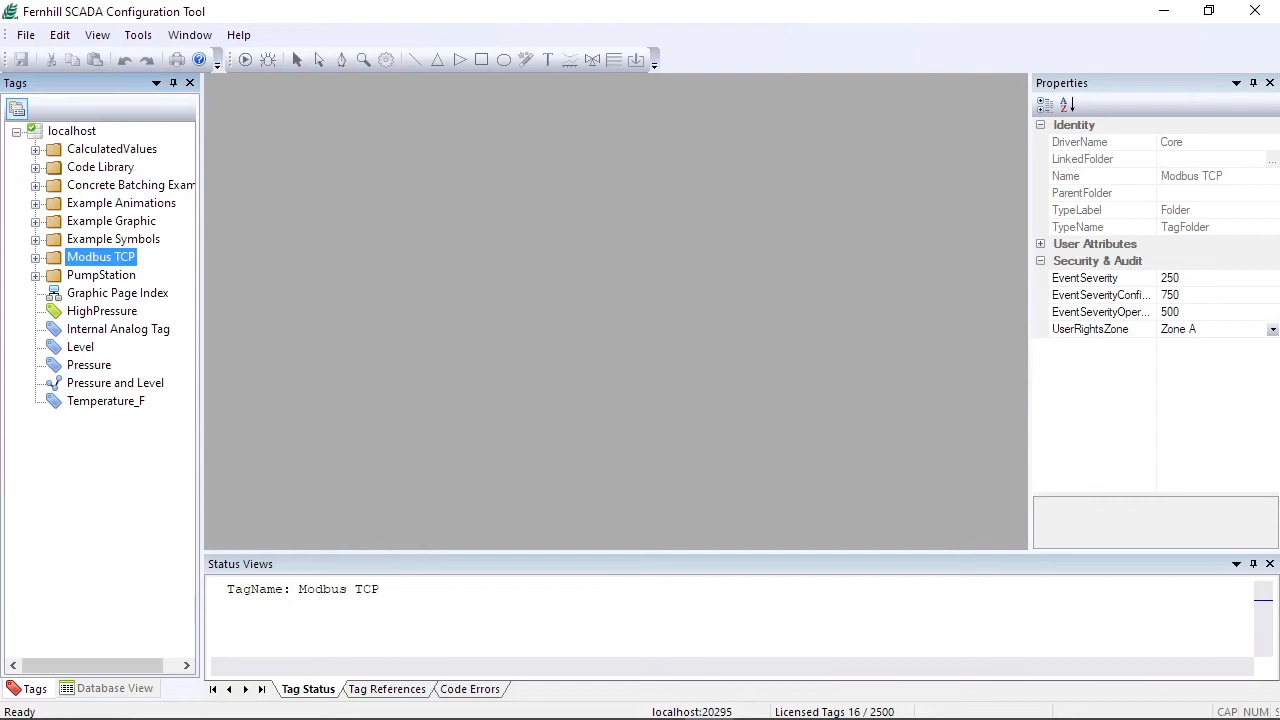 Fernhill SCADA Configuration Tool
File Edit View Tools Window Help
Tags
localhost
CalculatedValues
Code Library
Concrete Batching Exam
Example Animations
Example Graphic
Example Symbols
Modbus TCP
PumpStation
Graphic Page Index
HighPressure
Internal Analog Tag
Level
Pressure
Pressure and Level
Temperature_F
Tags Database View
Properties
Identity
DriverName Core
LinkedFolder ...
Name Modbus TCP
ParentFolder
TypeLabel Folder
TypeName TagFolder
User Attributes
Security & Audit
EventSeverity 250
EventSeverityConfi... 750
EventSeverityOper... 500
UserRightsZone Zone A
Status Views
TagName: Modbus TCP
Tag Status Tag References Code Errors
Ready localhost:20295 Licensed Tags 16 / 2500 CAP NUM S